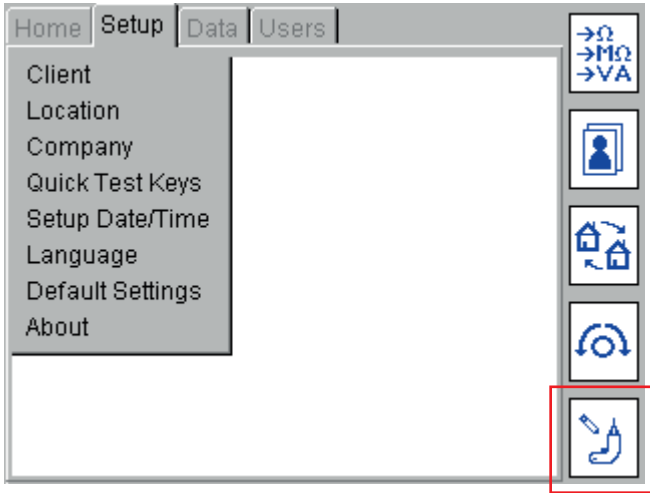 Home Setup Data Users
Client
Location
Company
Quick Test Keys
Setup Date/Time
Language
Default Settings
About
→Ω
→MΩ
→VA